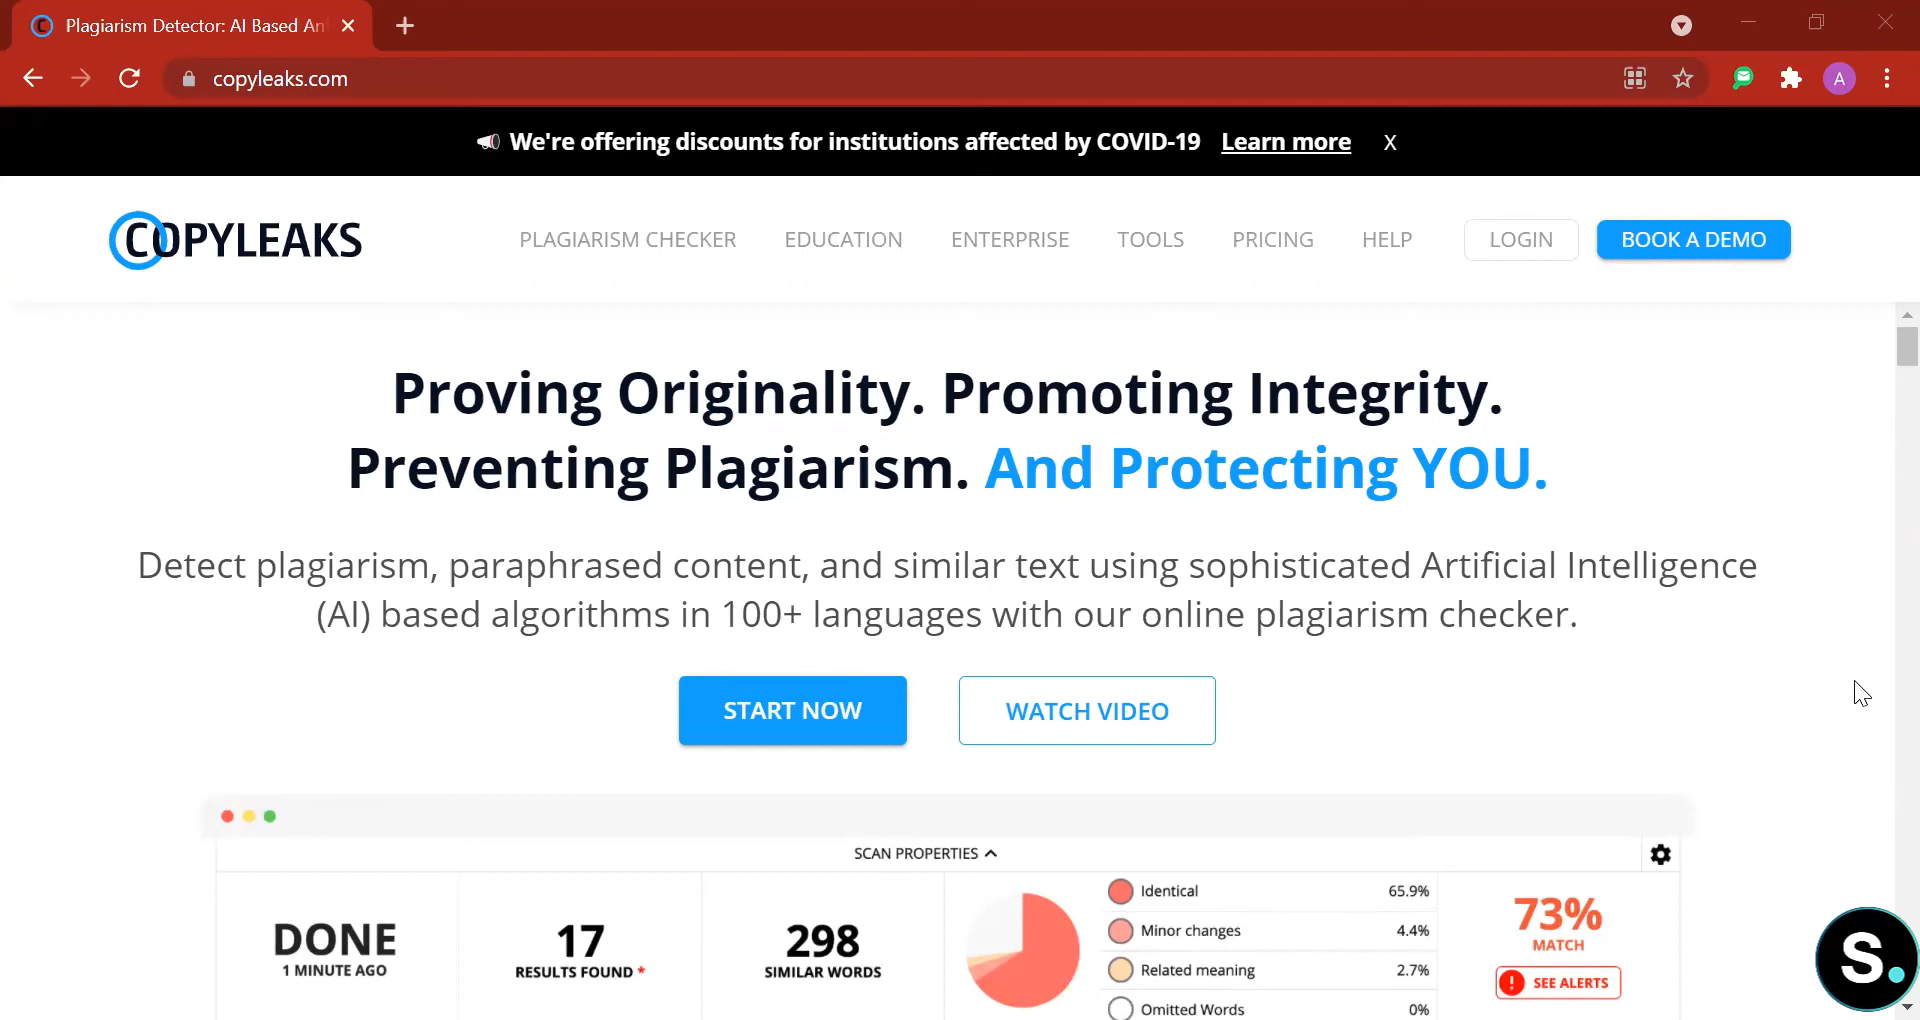 Plagiarism Detector: AI Based An
copyleaks.com
A
We're offering discounts for institutions affected by COVID-19 Learn more X
COPYLEAKS
PLAGIARISM CHECKER EDUCATION ENTERPRISE TOOLS PRICING HELP LOGIN BOOK A DEMO
Proving Originality. Promoting Integrity.
Preventing Plagiarism. And Protecting YOU.
Detect plagiarism, paraphrased content, and similar text using sophisticated Artificial Intelligence
(AI) based algorithms in 100+ languages with our online plagiarism checker.
START NOW WATCH VIDEO
SCAN PROPERTIES
DONE
1 MINUTE AGO
17
RESULTS FOUND *
298
SIMILAR WORDS
Identical 65.9%
Minor changes 4.4%
Related meaning 2.7%
Omitted Words 0%
73%
MATCH
! SEE ALERTS
S.